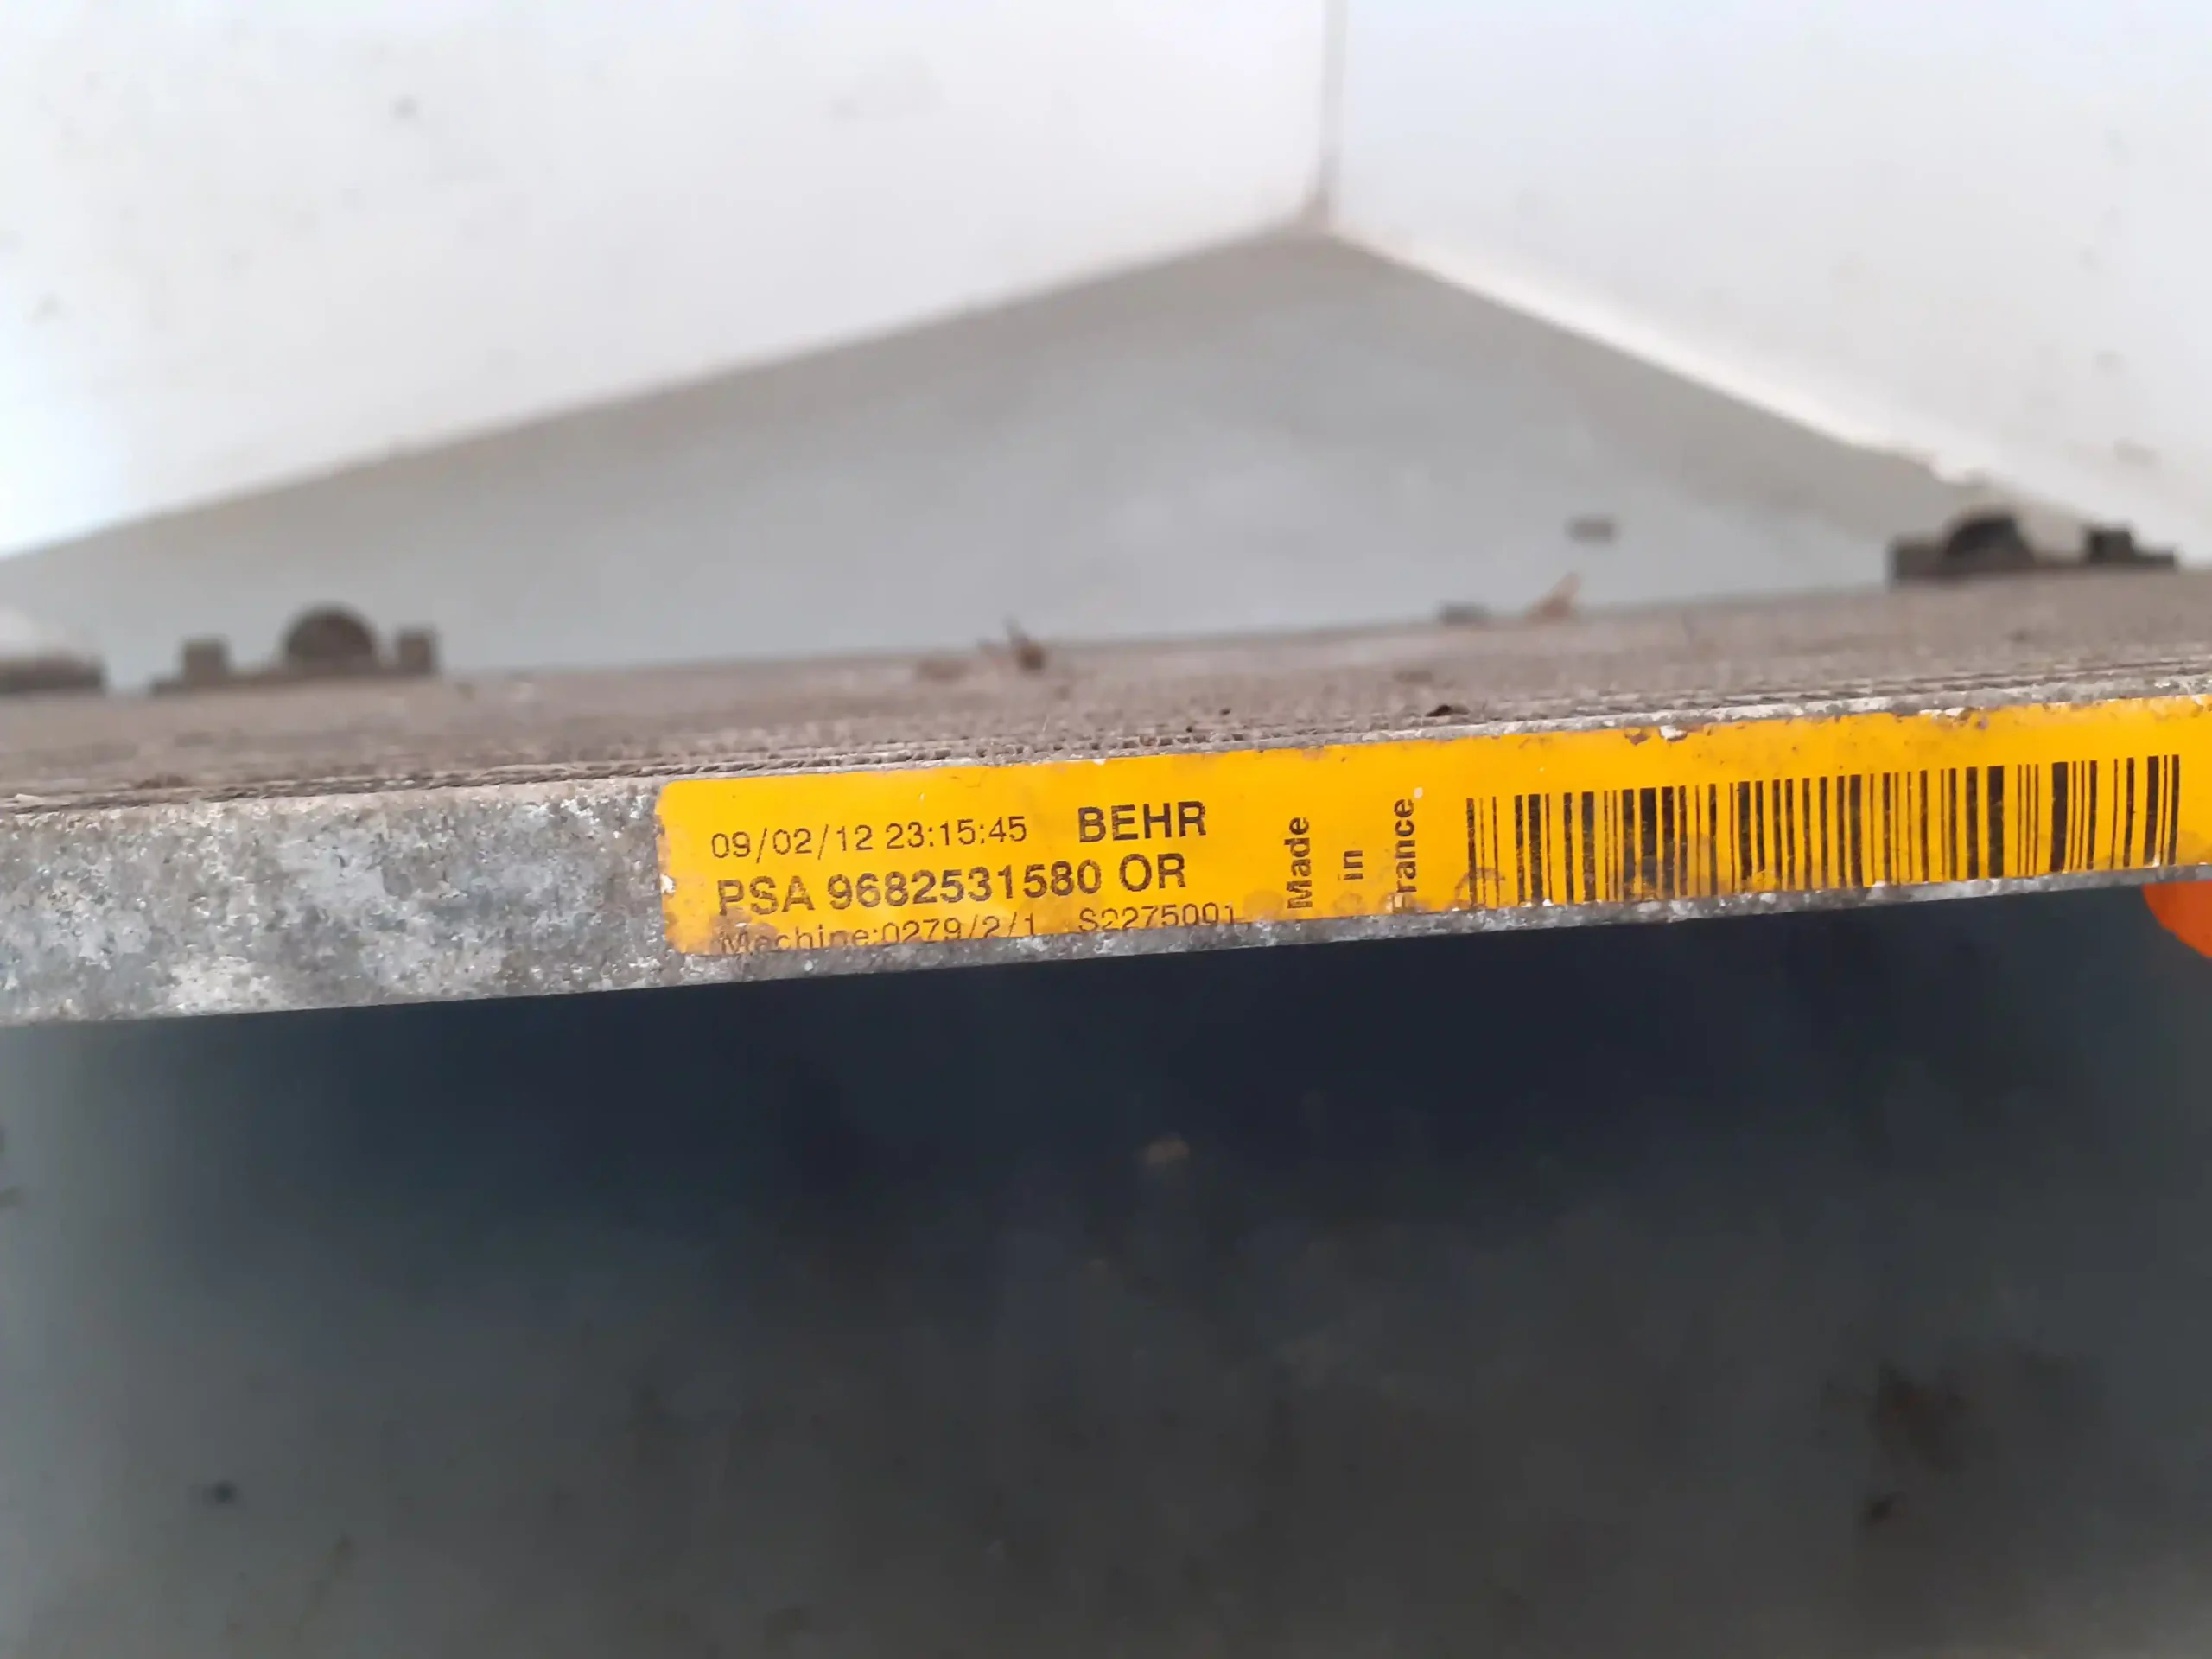 09/02/12 23:15:45 BEHR
PSA 9682531580 OR
Machine:0279/2/1 S2275001
Made
in
France